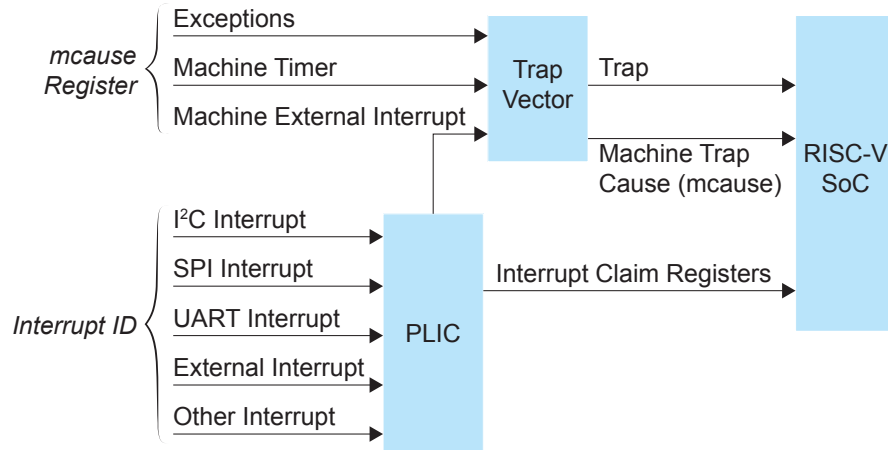 mcause
Register
Exceptions
Machine Timer
Machine External Interrupt
Trap
Vector
Trap
Machine Trap
Cause (mcause)
RISC-V
SoC
Interrupt ID
I²C Interrupt
SPI Interrupt
UART Interrupt
External Interrupt
Other Interrupt
PLIC
Interrupt Claim Registers